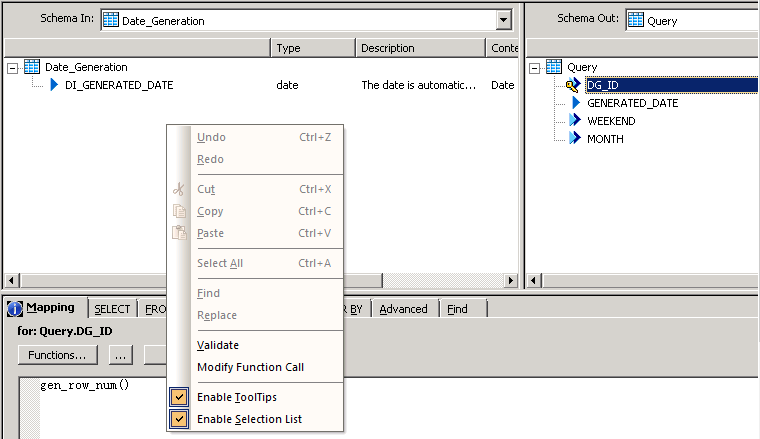 Schema In: Date_Generation
Schema Out: Query
Type Description Conte
Date_Generation
DI_GENERATED_DATE date The date is automatic... Date
Query
DG_ID
GENERATED_DATE
WEEKEND
MONTH
Undo Ctrl+Z
Redo
Cut Ctrl+X
Copy Ctrl+C
Paste Ctrl+V
Select All Ctrl+A
Find
Replace
Validate
Modify Function Call
Enable ToolTips
Enable Selection List
Mapping SELECT FRO R BY Advanced Find
for: Query.DG_ID
Functions... ...
gen_row_num()